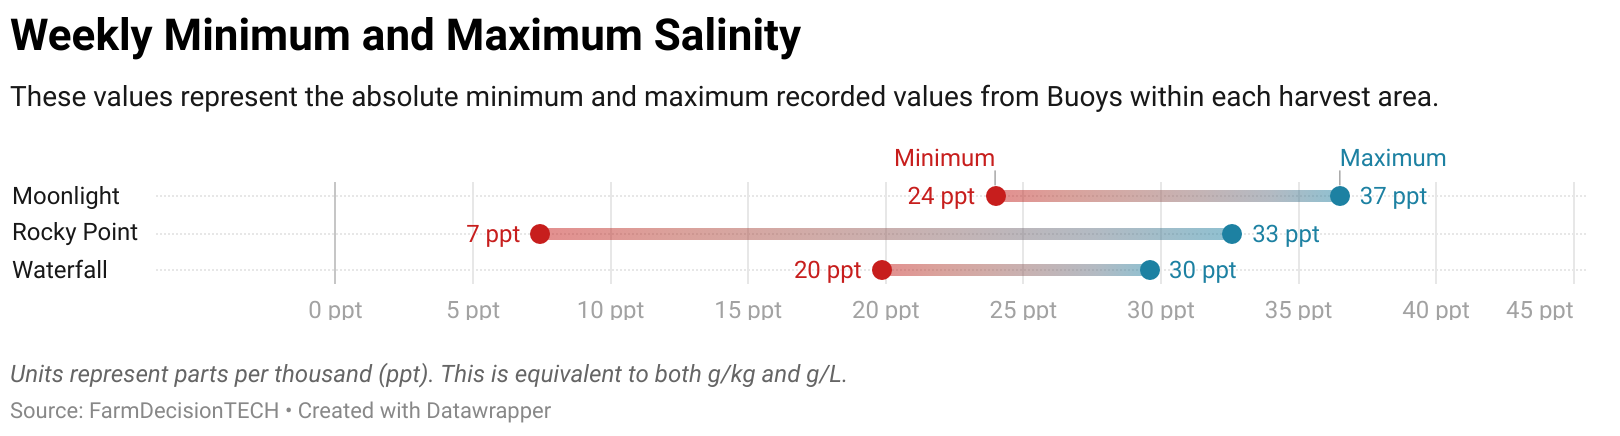 Weekly Minimum and Maximum Salinity
These values represent the absolute minimum and maximum recorded values from Buoys within each harvest area.
Minimum Maximum
Moonlight 24 ppt 37 ppt
Rocky Point 7 ppt 33 ppt
Waterfall 20 ppt 30 ppt
0 ppt 5 ppt 10 ppt 15 ppt 20 ppt 25 ppt 30 ppt 35 ppt 40 ppt 45 ppt
Units represent parts per thousand (ppt). This is equivalent to both g/kg and g/L.
Source: FarmDecisionTECH • Created with Datawrapper